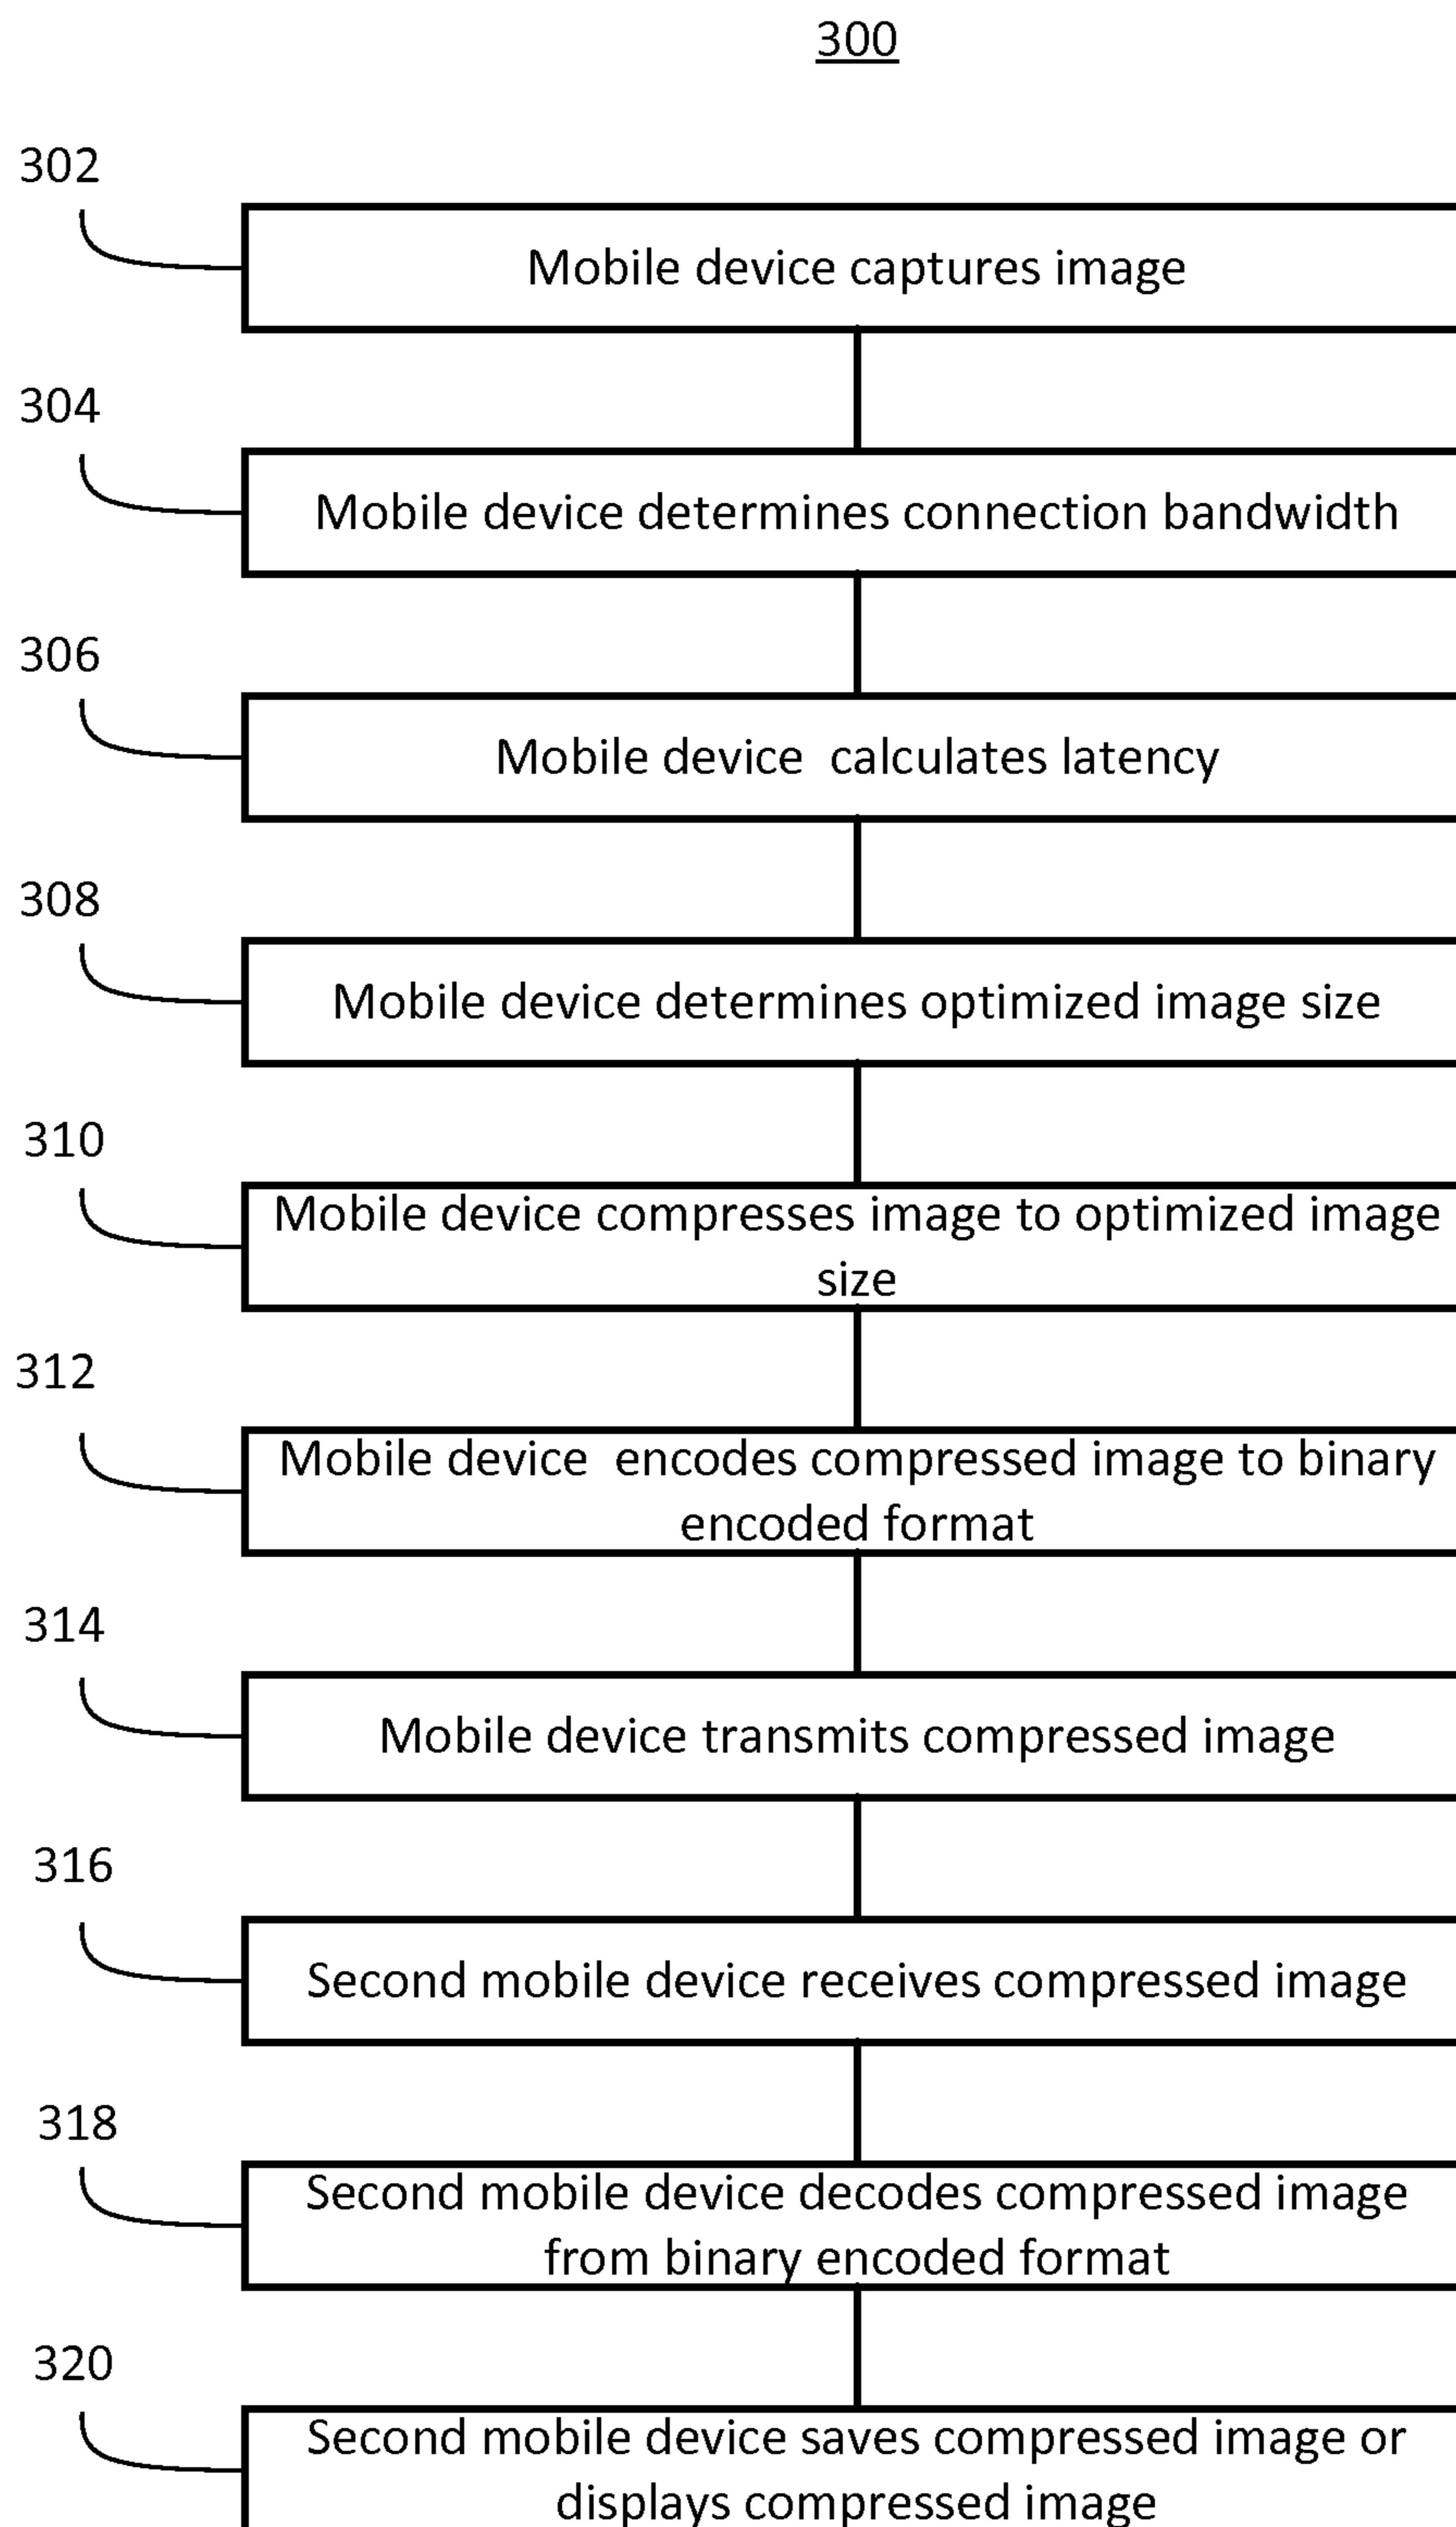 300
302
Mobile device captures image
304
Mobile device determines connection bandwidth
306
Mobile device  calculates latency
308
Mobile device determines optimized image size
310
Mobile device compresses image to optimized image
size
312
Mobile device  encodes compressed image to binary
encoded format
314
Mobile device transmits compressed image
316
Second mobile device receives compressed image
318
Second mobile device decodes compressed image
from binary encoded format
320
Second mobile device saves compressed image or
displays compressed image